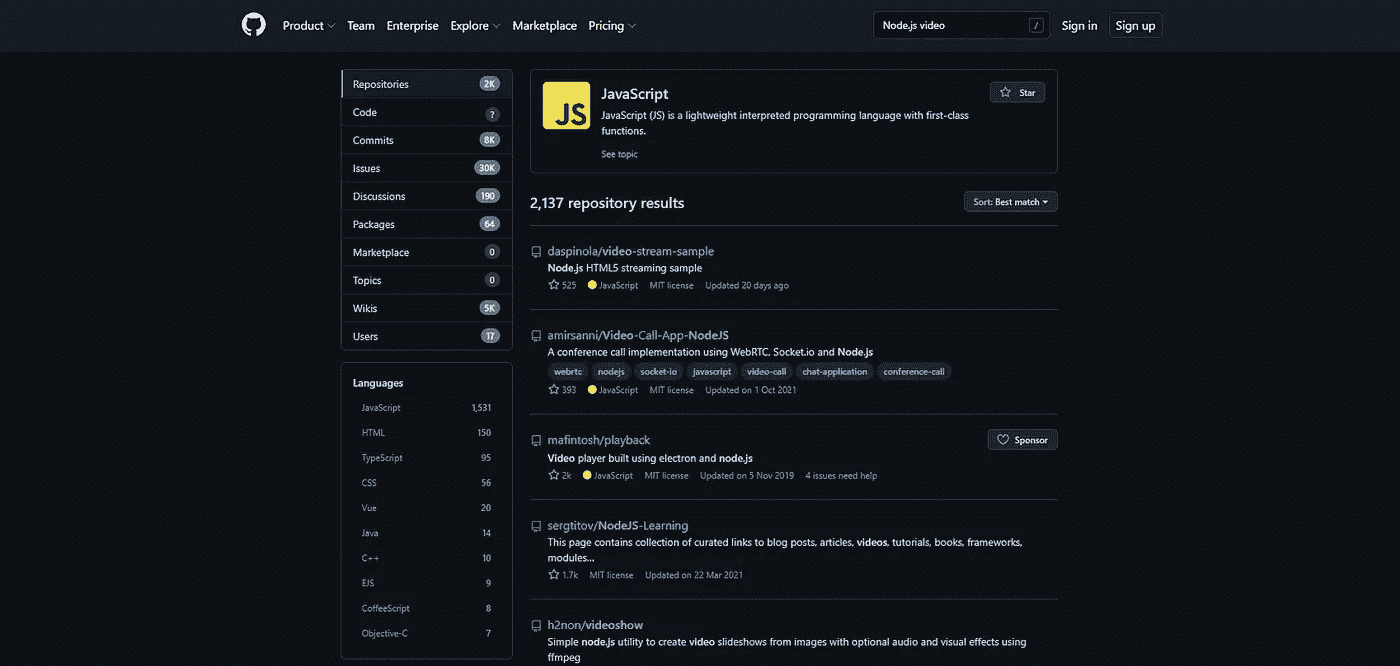 Product Team Enterprise Explore Marketplace Pricing Node.js video / Sign in Sign up
Repositories 2K
Code ?
Commits 8K
Issues 30K
Discussions 190
Packages 64
Marketplace 0
Topics 0
Wikis 5K
Users 17
Languages
JavaScript 1,531
HTML 150
TypeScript 95
CSS 56
Vue 20
Java 14
C++ 10
EJS 9
CoffeeScript 8
Objective-C 7
JS
JavaScript
Star
JavaScript (JS) is a lightweight interpreted programming language with first-class
functions.
See topic
2,137 repository results
Sort: Best match
daspinola/video-stream-sample
Node.js HTML5 streaming sample
525 JavaScript MIT license Updated 20 days ago
amirsanni/Video-Call-App-NodeJS
A conference call implementation using WebRTC, Socket.io and Node.js
webrtc nodejs socket-io javascript video-call chat-application conference-call
393 JavaScript MIT license Updated on 1 Oct 2021
mafintosh/playback
Sponsor
Video player built using electron and node.js
2k JavaScript MIT license Updated on 5 Nov 2019 4 issues need help
sergtitov/NodeJS-Learning
This page contains collection of curated links to blog posts, articles, videos, tutorials, books, frameworks,
modules...
1.7k MIT license Updated on 22 Mar 2021
h2non/videoshow
Simple node.js utility to create video slideshows from images with optional audio and visual effects using
ffmpeg